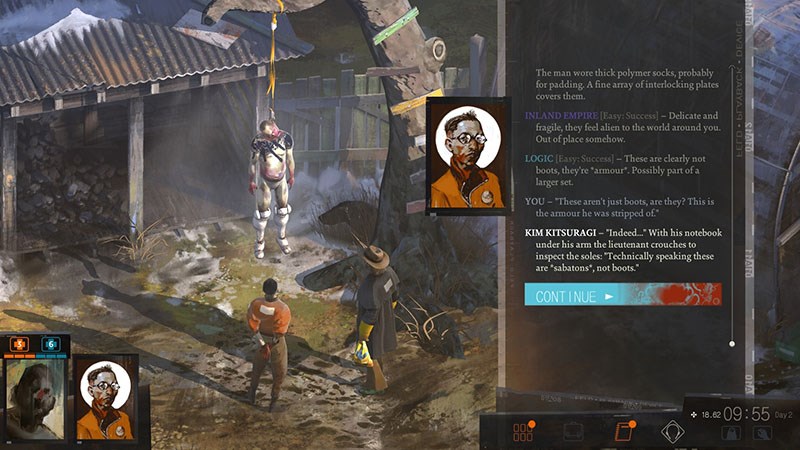 The man wore thick polymer socks, probably
for padding. A fine array of interlocking plates
covers them.
INLAND EMPIRE [Easy: Success] – Delicate and
fragile, they feel alien to the world around you.
Out of place somehow.
LOGIC [Easy: Success] – These are clearly not
boots, they're *armour*. Possibly part of a
larger set.
YOU – "These aren't just boots, are they? This is
the armour he was stripped of."
KIM KITSURAGI – "Indeed..." With his notebook
under his arm the lieutenant crouches to
inspect the soles: "Technically speaking these
are *sabatons*, not boots."
CONTINUE
3 6
18.62 09:55 Day 2